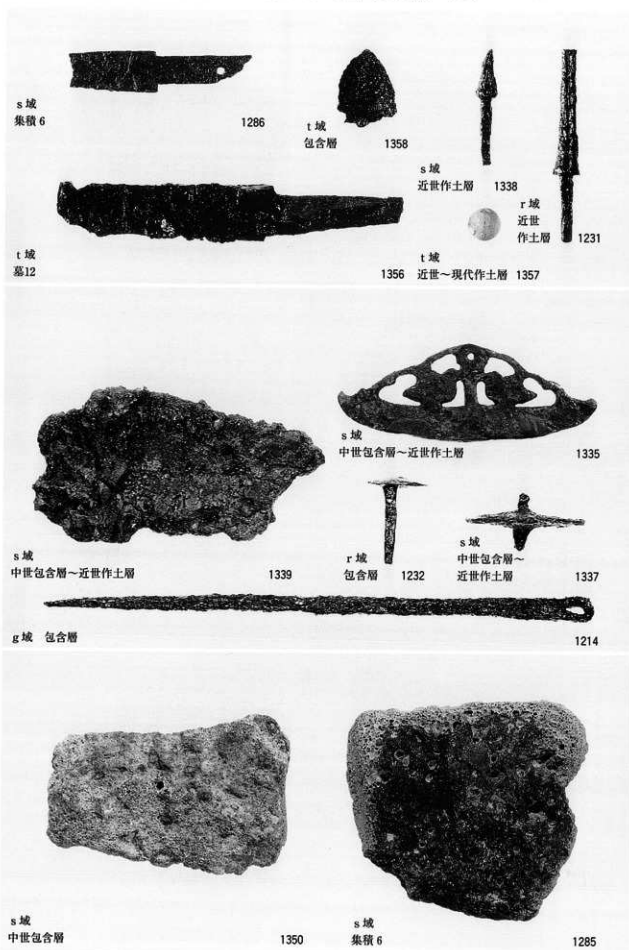 s域
集積6 1286
t域
包含層 1358
s域
近世作土層 1338
r域
近世
作土層 1231
t域
墓12 1356
t域
近世～現代作土層 1357
s域
中世包含層～近世作土層 1335
s域
中世包含層～近世作土層 1339
r域
包含層 1232
s域
中世包含層～
近世作土層 1337
g域 包含層 1214
s域
中世包含層 1350
s域
集積6 1285